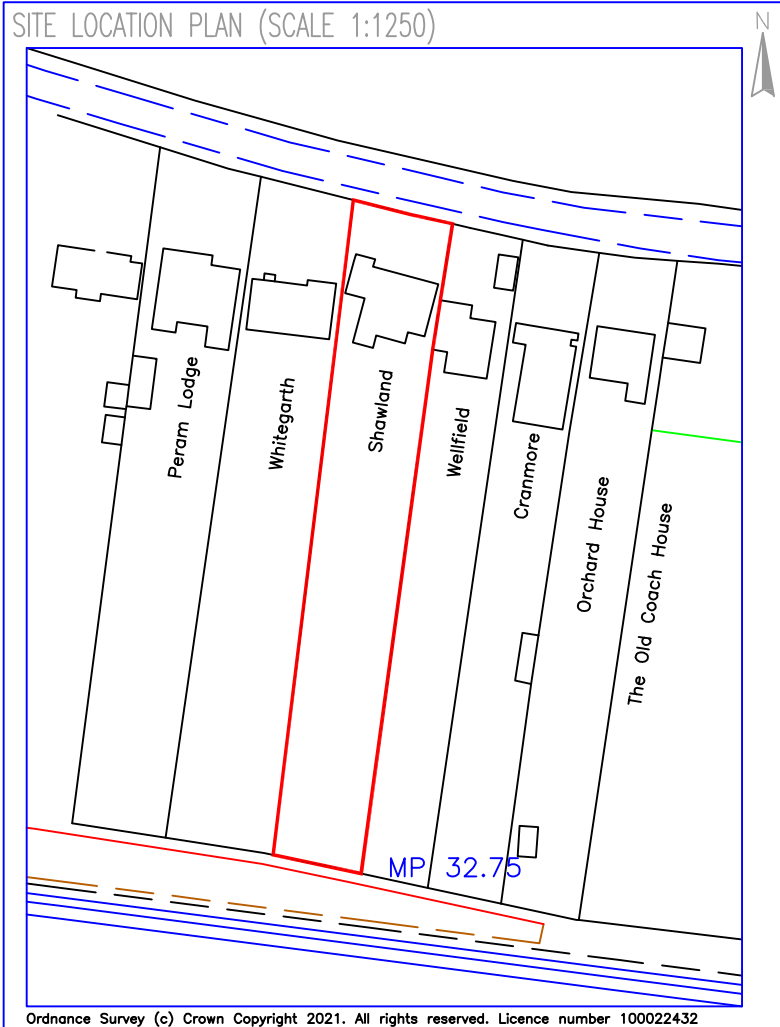 SITE LOCATION PLAN (SCALE 1:1250)
N
Peram Lodge
Whitegarth
Shawland
Wellfield
Cranmore
Orchard House
The Old Coach House
MP 32.75
Ordnance Survey (c) Crown Copyright 2021. All rights reserved. Licence number 100022432